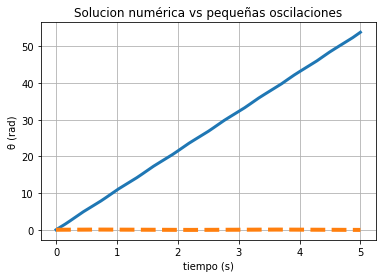 Solucion numérica vs pequeñas oscilaciones
θ (rad)
50
40
30
20
10
0
0 1 2 3 4 5
tiempo (s)